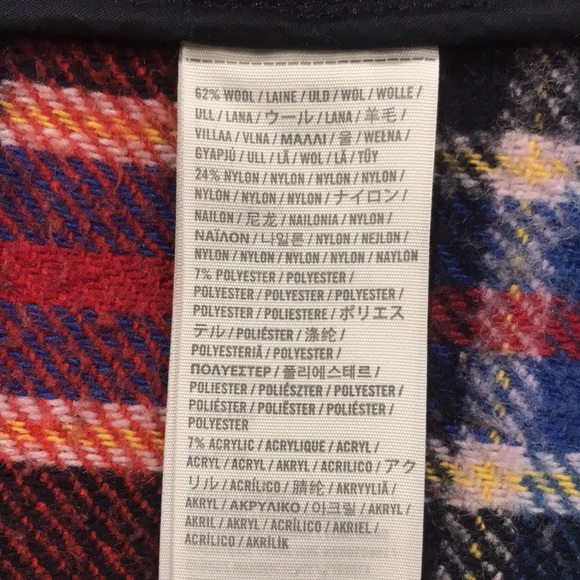 62% WOOL / LAINE / ULD / WOL / WOLLE /
ULL / LANA / ウール / LANA / 羊毛 /
VILLAA / VLNA / ΜΑΛΛΙ / 울 / WEŁNA /
GYAPJÚ / ULL / LÃ / WOL / LÂ / TÜY
24% NYLON / NYLON / NYLON / NYLON /
NYLON / NYLON / NYLON / ナイロン /
NAILON / 尼龙 / NAILONIA / NYLON /
ΝΑΪΛΟΝ / 나일론 / NYLON / NEJLON /
NYLON / NYLON / NYLON / NYLON / NAYLON
7% POLYESTER / POLYESTER /
POLYESTER / POLYESTER / POLYESTER /
POLYESTER / POLIESTERE / ポリエス
テル / POLIÉSTER / 涤纶 /
POLYESTERIÄ / POLYESTER /
ΠΟΛΥΕΣΤΕΡ / 폴리에스테르 /
POLIESTER / POLIÉSZTER / POLYESTER /
POLIÉSTER / POLIESTER / POLIÉSTER /
POLYESTER
7% ACRYLIC / ACRYLIQUE / ACRYL /
ACRYL / ACRYL / AKRYL / ACRILICO / アク
リル / ACRÍLICO / 腈纶 / AKRYYLIÄ /
AKRYL / ΑΚΡΥΛΙΚΟ / 아크릴 / AKRYL /
AKRIL / AKRYL / ACRÍLICO / AKRIEL /
ACRÍLICO / AKRİLİK